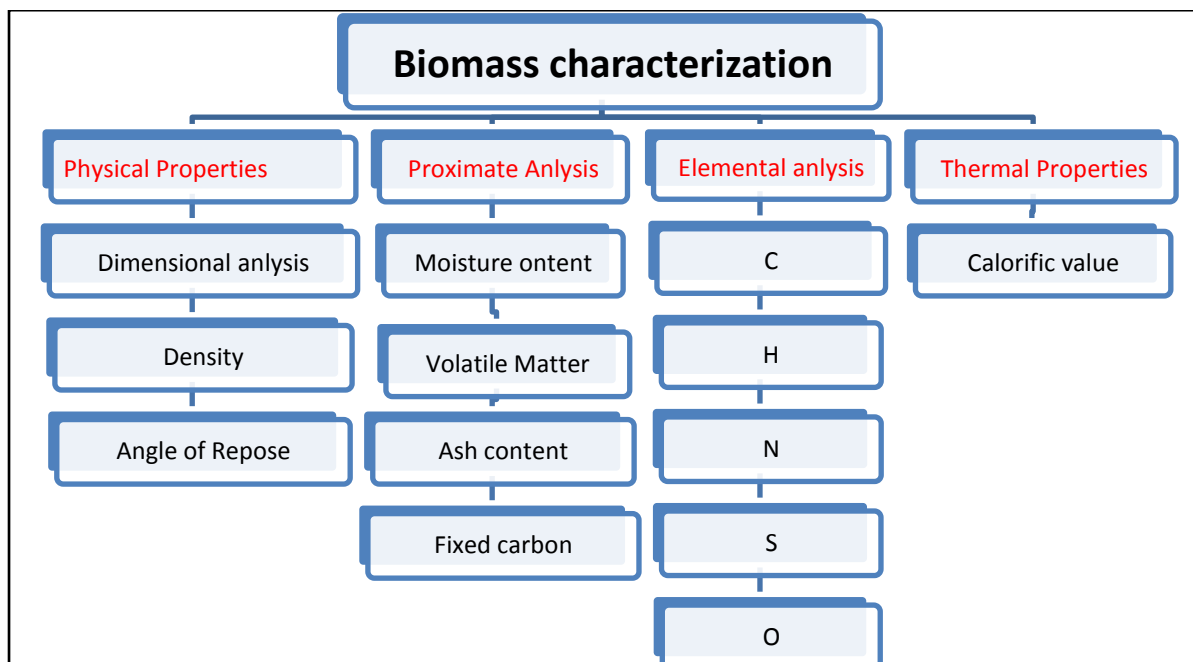 Biomass characterization
Physical Properties
Dimensional anlysis
Density
Angle of Repose
Proximate Anlysis
Moisture ontent
Volatile Matter
Ash content
Fixed carbon
Elemental anlysis
C
H
N
S
O
Thermal Properties
Calorific value